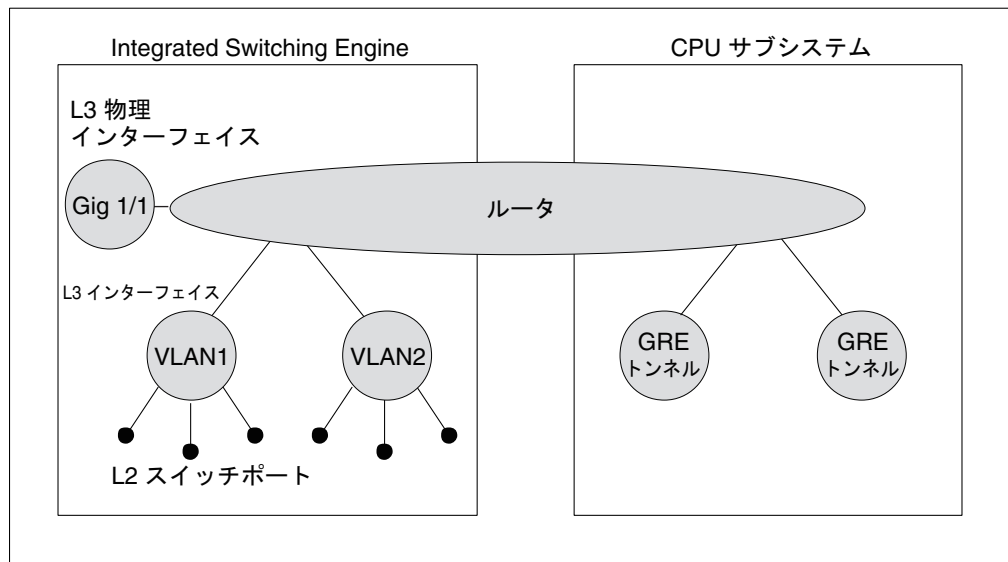 Integrated Switching Engine
CPU サブシステム
L3 物理
インターフェイス
Gig 1/1
ルータ
L3 インターフェイス
VLAN1
VLAN2
GRE
トンネル
GRE
トンネル
L2 スイッチポート